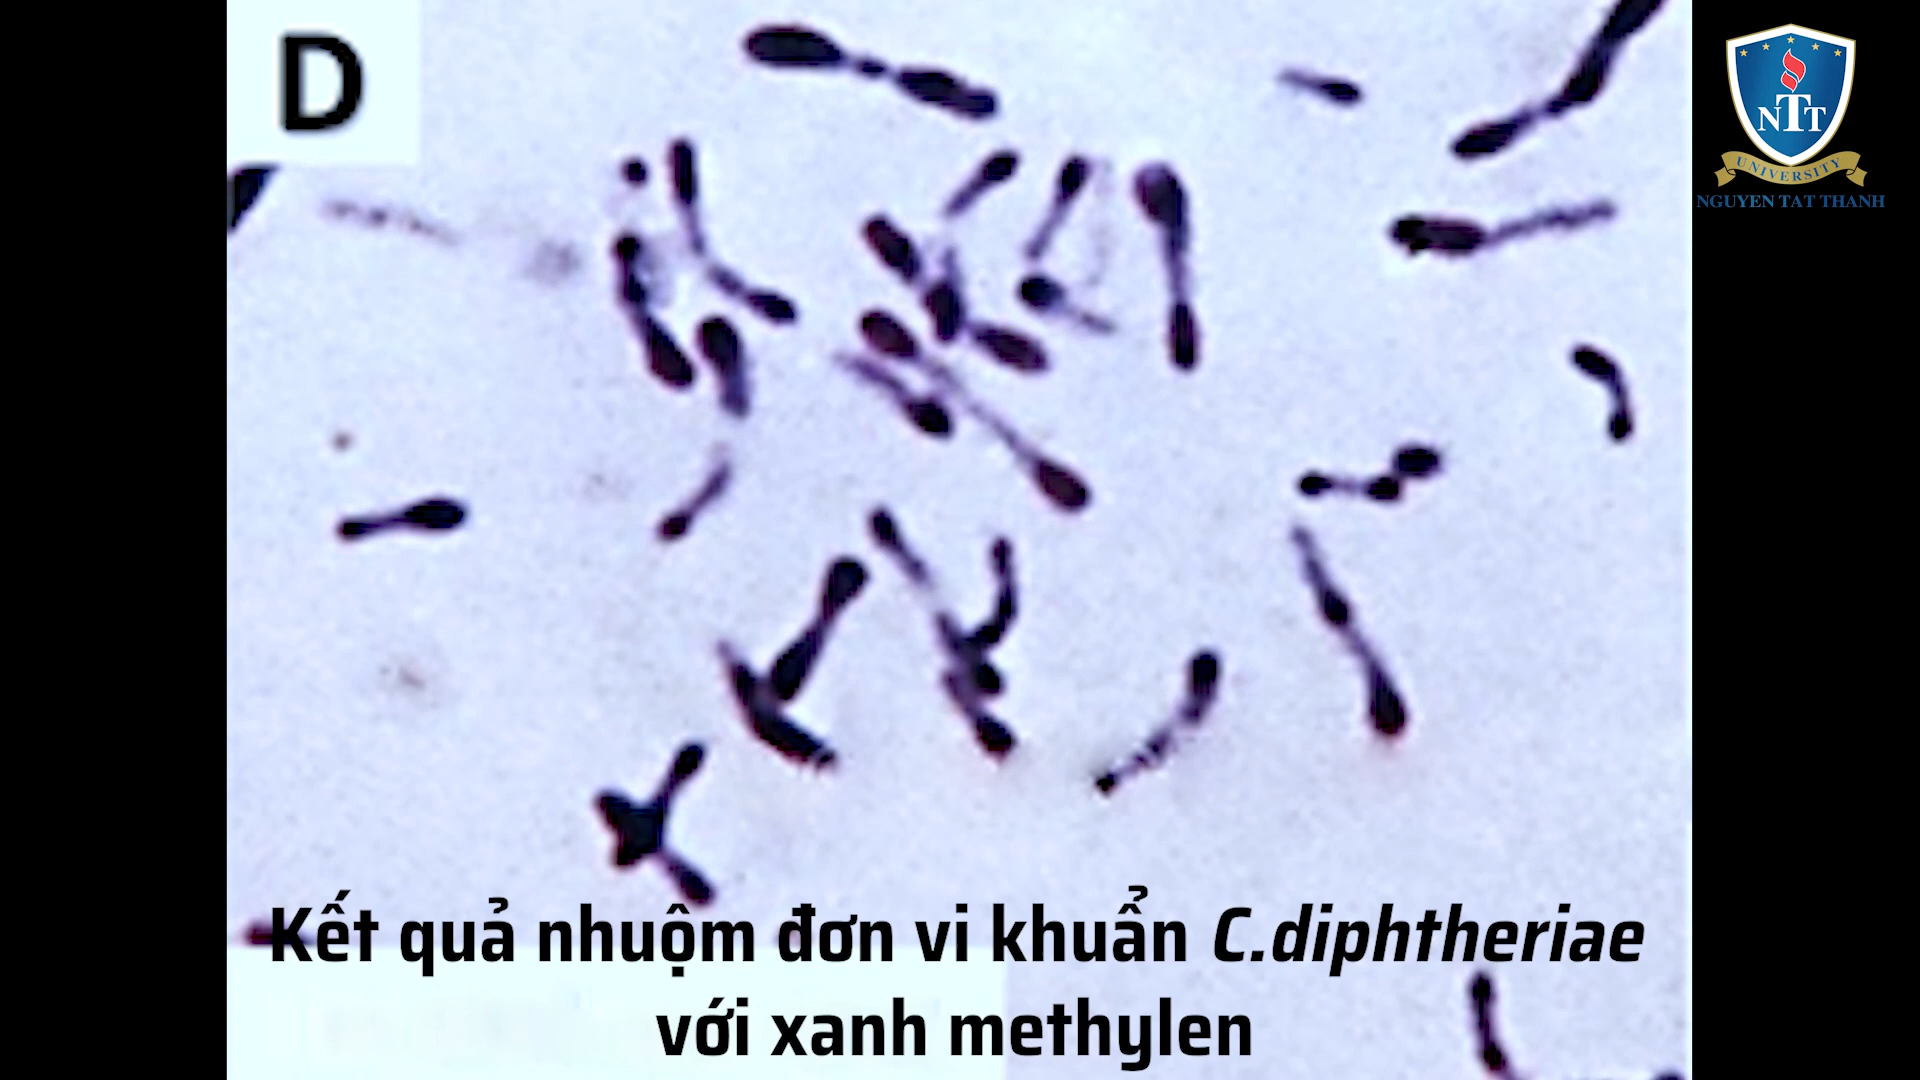 D
NTT
UNIVERSITY
NGUYEN TAT THANH
Kết quả nhuộm đơn vi khuẩn C.diphtheriae
với xanh methylen